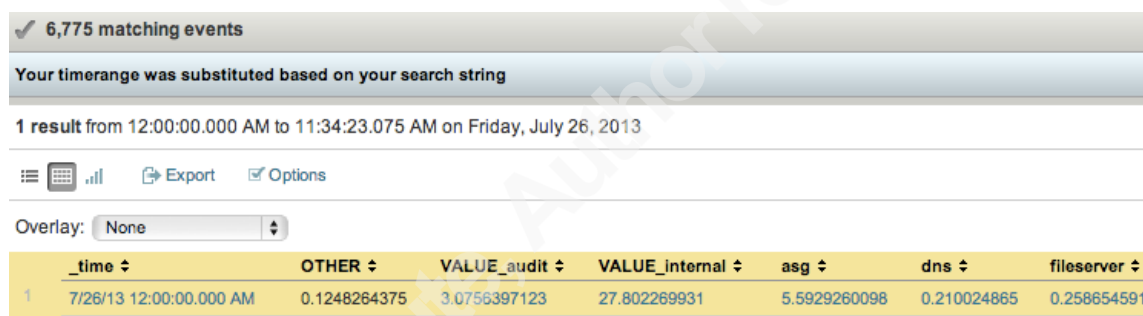 6,775 matching events
Your timerange was substituted based on your search string
1 result from 12:00:00.000 AM to 11:34:23.075 AM on Friday, July 26, 2013
Export Options
Overlay: None
_time OTHER VALUE_audit VALUE_internal asg dns fileserver
1 7/26/13 12:00:00.000 AM 0.1248264375 3.0756397123 27.802269931 5.5929260098 0.210024865 0.258654591